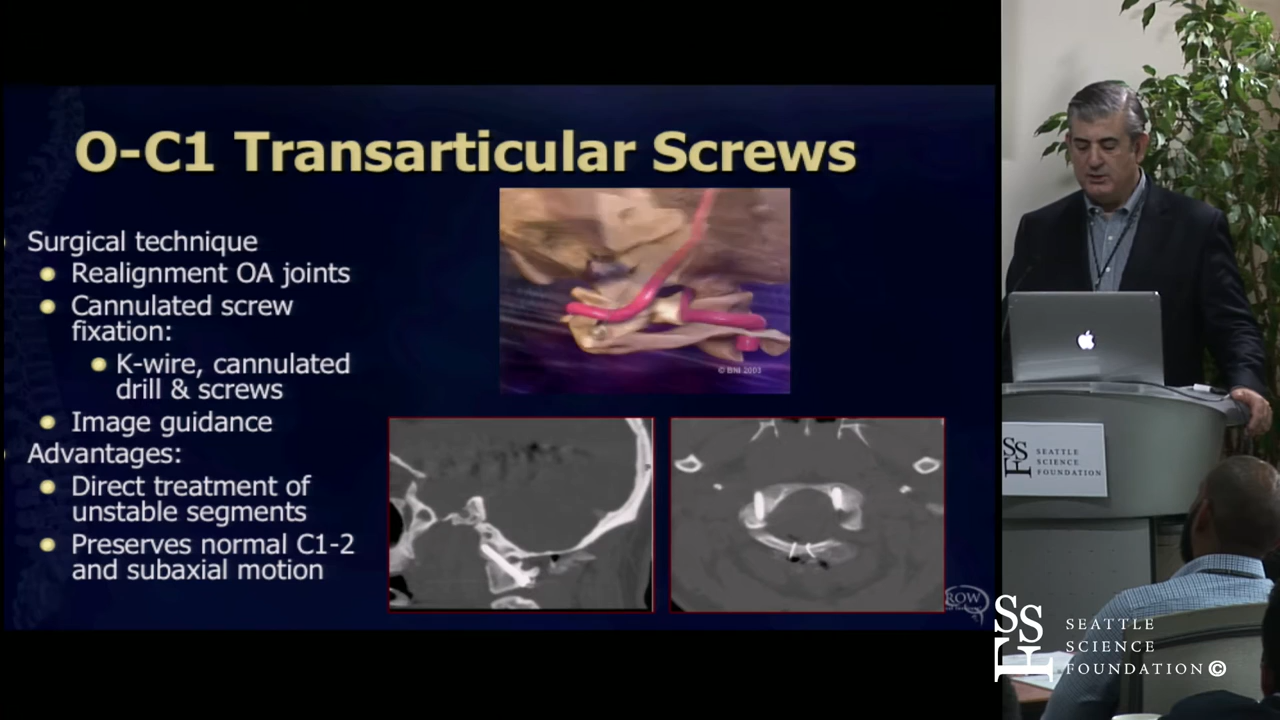 O-C1 Transarticular Screws
Surgical technique
Realignment OA joints
Cannulated screw
fixation:
K-wire, cannulated
drill & screws
Image guidance
Advantages:
Direct treatment of
unstable segments
Preserves normal C1-2
and subaxial motion
© BNI 2003
SSF
SEATTLE
SCIENCE
FOUNDATION
SSF
SEATTLE
SCIENCE
FOUNDATION©